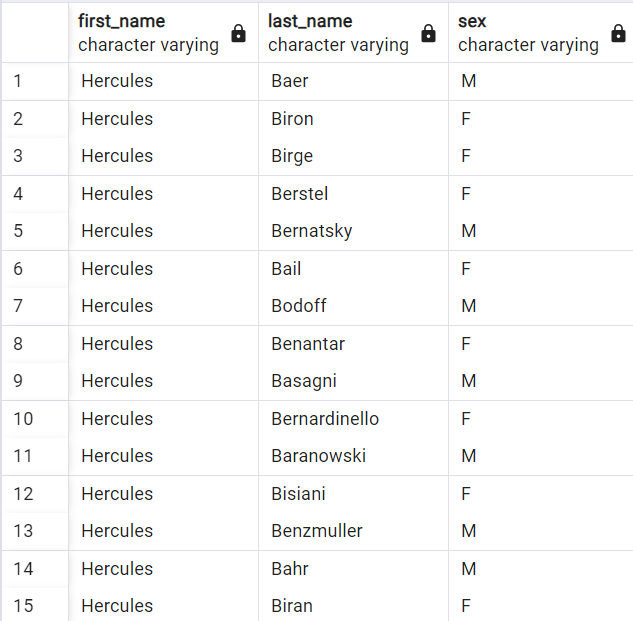 first_name last_name sex
character varying character varying character varying
1 Hercules Baer M
2 Hercules Biron F
3 Hercules Birge F
4 Hercules Berstel F
5 Hercules Bernatsky M
6 Hercules Bail F
7 Hercules Bodoff M
8 Hercules Benantar F
9 Hercules Basagni M
10 Hercules Bernardinello F
11 Hercules Baranowski M
12 Hercules Bisiani F
13 Hercules Benzmuller M
14 Hercules Bahr M
15 Hercules Biran F